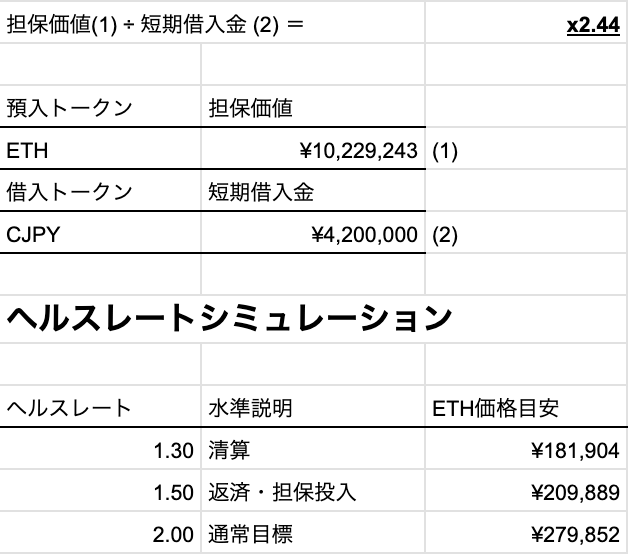 担保価値(1) ÷ 短期借入金 (2) ＝ x2.44
預入トークン 担保価値
ETH ¥10,229,243 (1)
借入トークン 短期借入金
CJPY ¥4,200,000 (2)
ヘルスレートシミュレーション
ヘルスレート 水準説明 ETH価格目安
1.30 清算 ¥181,904
1.50 返済・担保投入 ¥209,889
2.00 通常目標 ¥279,852